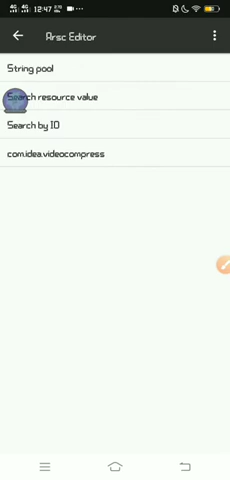 12:47
Arsc Editor
String pool
Search resource value
Search by ID
com.idea.videocompress